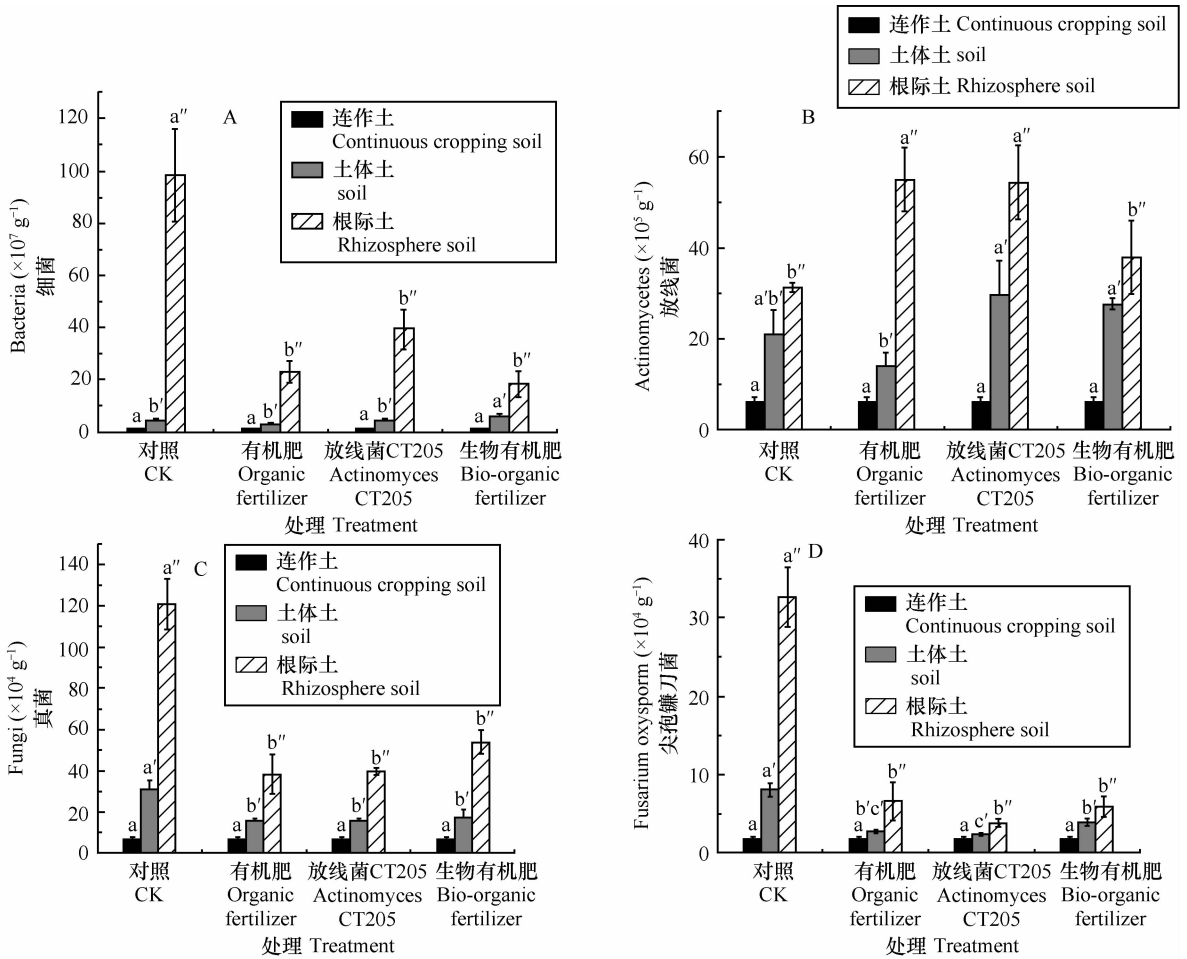 A
120
100
80
60
40
20
0
Bacteria (×10⁷ g⁻¹)
细菌
连作土
Continuous cropping soil
土体土
soil
根际土
Rhizosphere soil
a″
b″
b″
b″
a b′
a b′
a b′
a a′
对照
CK
有机肥
Organic
fertilizer
放线菌CT205
Actinomyces
CT205
生物有机肥
Bio-organic
fertilizer
处理 Treatment
连作土 Continuous cropping soil
土体土 soil
根际土 Rhizosphere soil
B
60
40
20
0
Actinomycetes (×10⁵ g⁻¹)
放线菌
a a′b′ b″
a b′ a″
a a′ a″
a a′ b″
对照
CK
有机肥
Organic
fertilizer
放线菌CT205
Actinomyces
CT205
生物有机肥
Bio-organic
fertilizer
处理 Treatment
C
140
120
100
80
60
40
20
0
Fungi (×10⁴ g⁻¹)
真菌
连作土
Continuous cropping soil
土体土
soil
根际土
Rhizosphere soil
a a′ a″
a b′ b″
a b′ b″
a b′ b″
对照
CK
有机肥
Organic
fertilizer
放线菌CT205
Actinomyces
CT205
生物有机肥
Bio-organic
fertilizer
处理 Treatment
D
40
30
20
10
0
Fusarium oxysporm (×10⁴ g⁻¹)
尖孢镰刀菌
连作土
Continuous cropping soil
土体土
soil
根际土
Rhizosphere soil
a a′ a″
a b′c′ b″
a c′ b″
a b′ b″
对照
CK
有机肥
Organic
fertilizer
放线菌CT205
Actinomyces
CT205
生物有机肥
Bio-organic
fertilizer
处理 Treatment